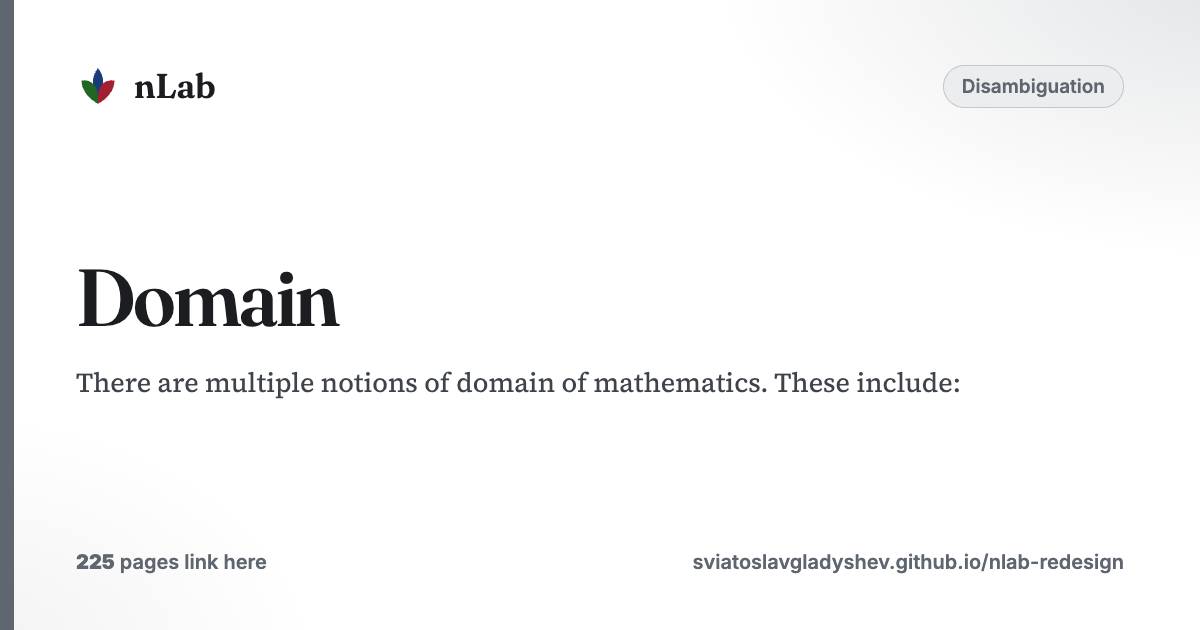 nLab
Disambiguation
Domain
There are multiple notions of domain of mathematics. These include:
225 pages link here
sviatoslavgladyshev.github.io/nlab-redesign